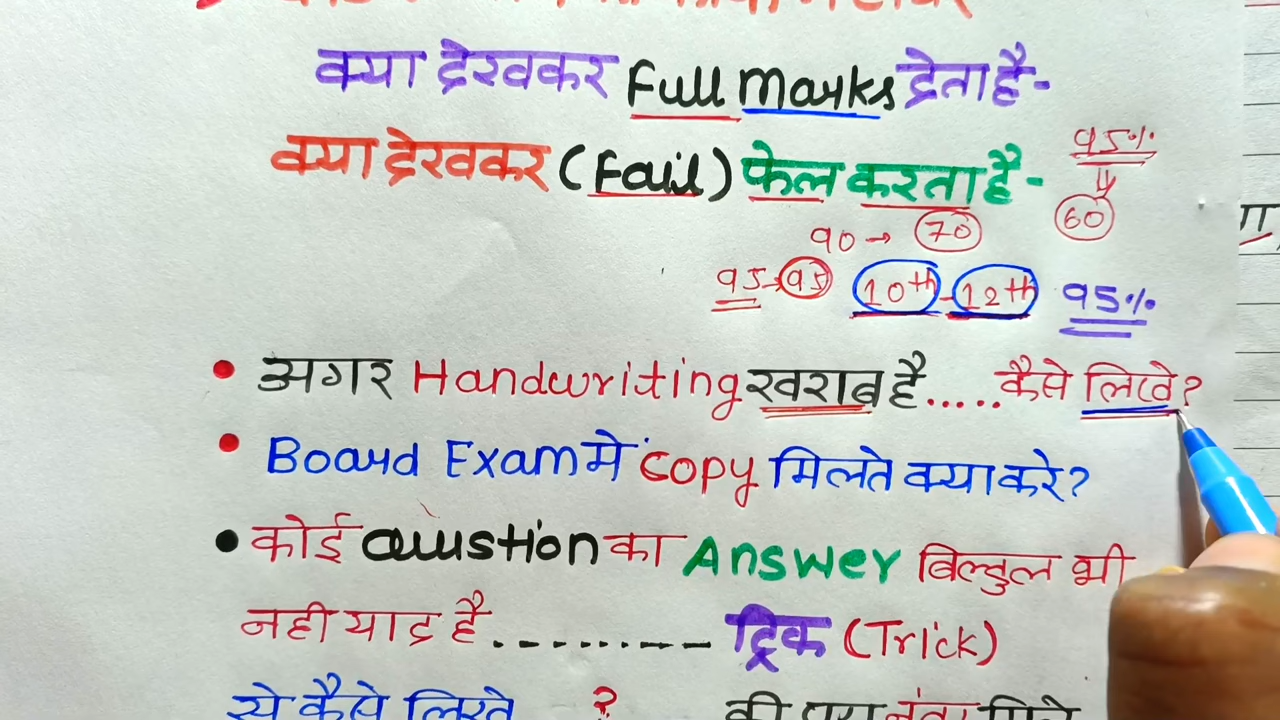 क्या देखकर Full Marks देता है-
क्या देखकर (Fail) फेल करता है-
95%
60
90→ 70
95→95 10th-12th 95%
• अगर Handwriting खराब है.....कैसे लिखे?
• Board Exam मे copy मिलते क्या करे?
• कोई Question का Answer बिल्कुल भी
नही याद है......... ट्रिक (Trick)
से कैसे लिखे ?